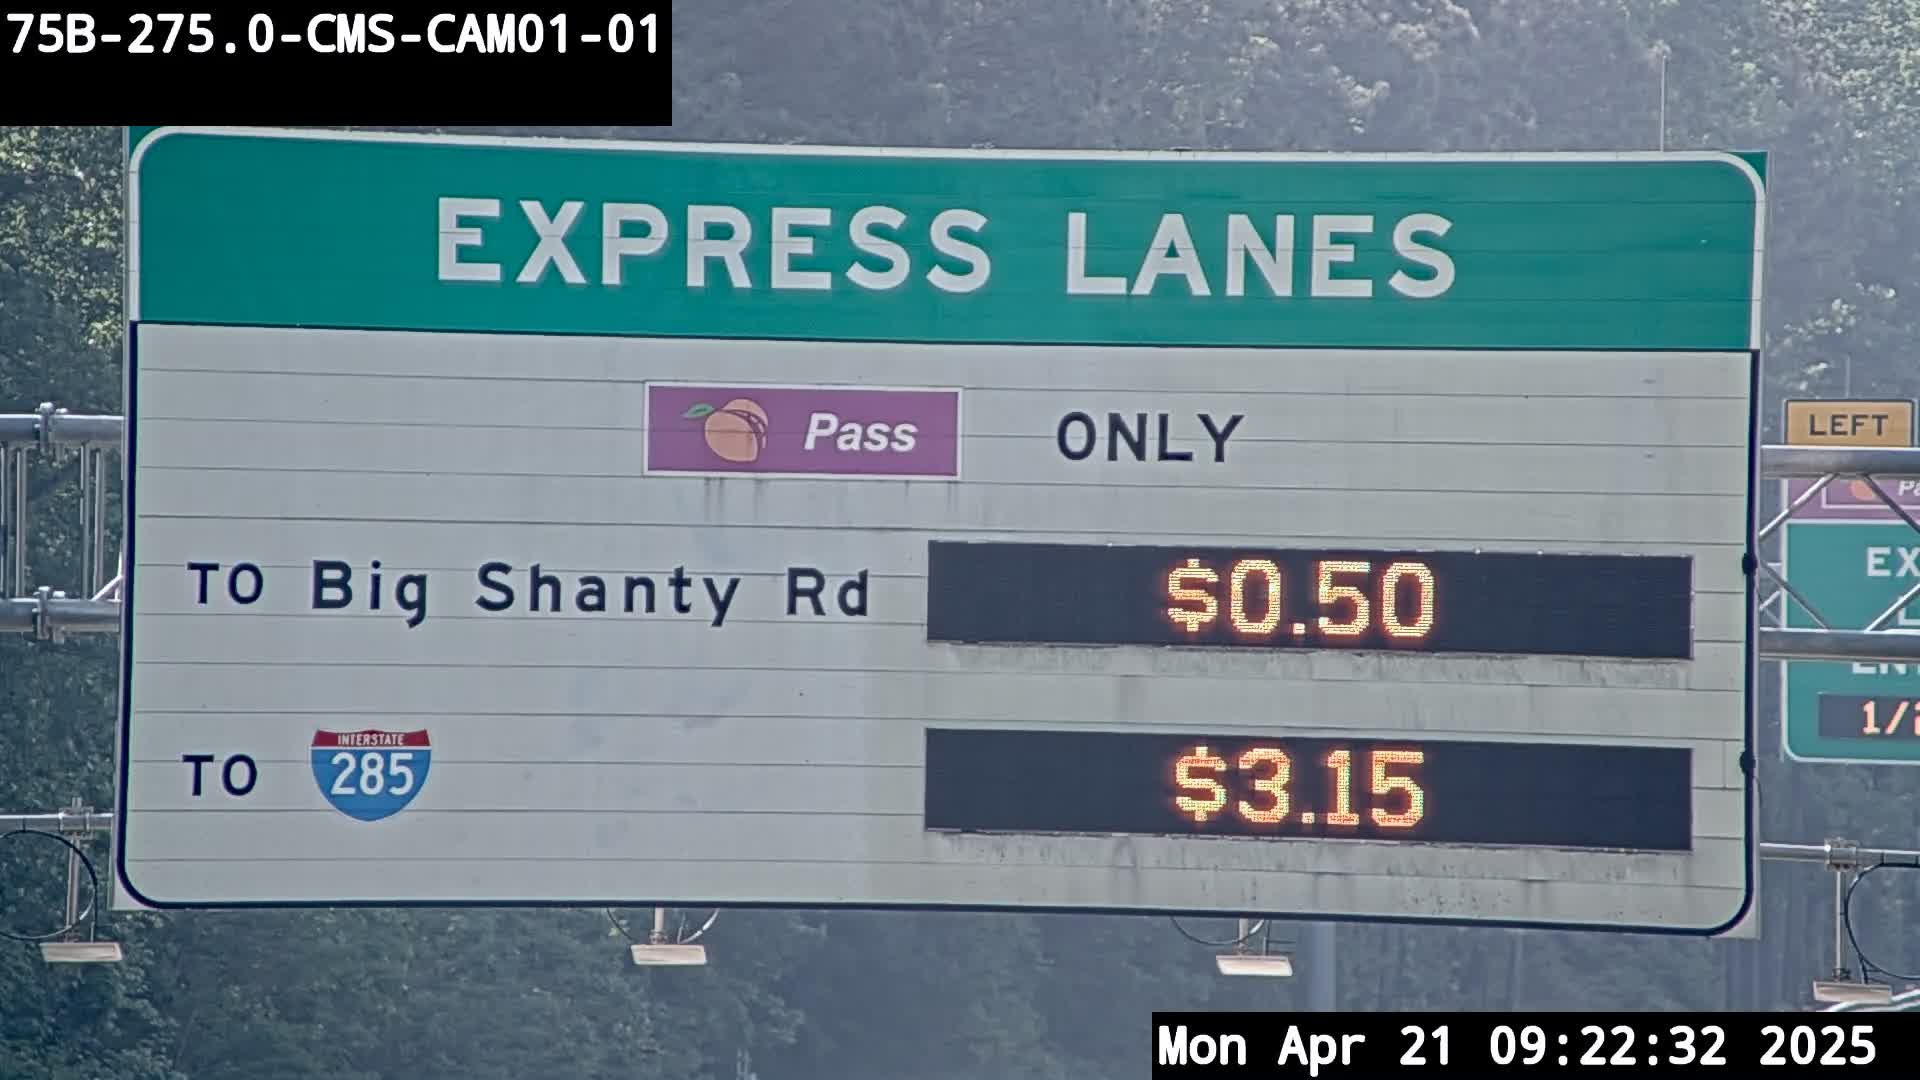 75B-275.0-CMS-CAM01-01
EXPRESS LANES
Pass ONLY
LEFT
TO Big Shanty Rd $0.50
TO INTERSTATE 285 $3.15
Mon Apr 21 09:22:32 2025